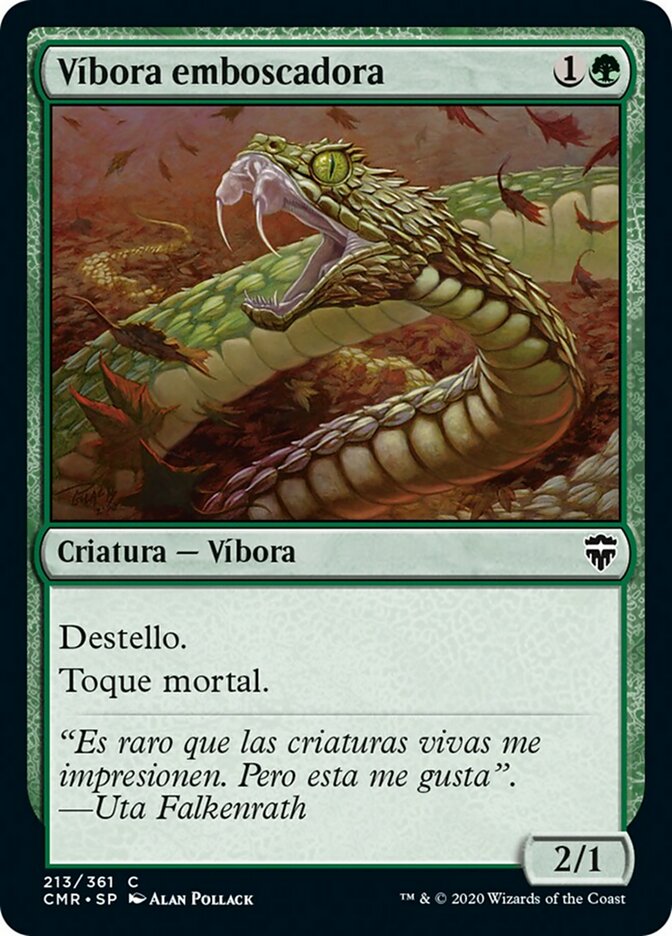 Víbora emboscadora
1
Criatura — Víbora
Destello.
Toque mortal.
“Es raro que las criaturas vivas me
impresionen. Pero esta me gusta”.
—Uta Falkenrath
2/1
213/361 C
CMR • SP Alan Pollack
™ & © 2020 Wizards of the Coast